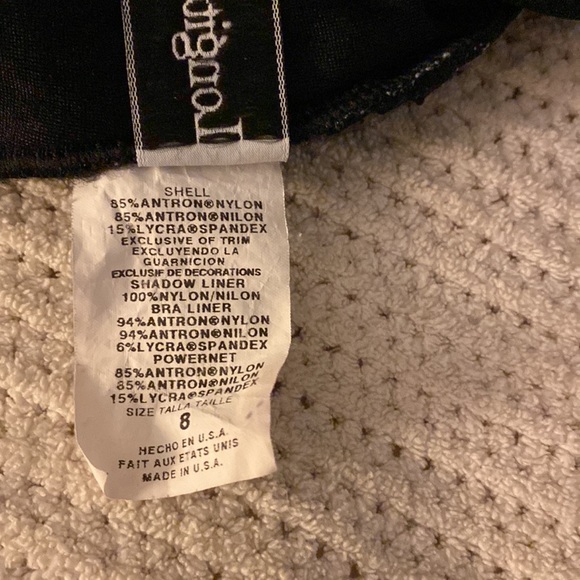 Longit
SHELL
85%ANTRON®NYLON
85%ANTRON®NILON
15%LYCRA®SPANDEX
EXCLUSIVE OF TRIM
EXCLUYENDO LA
GUARNICION
EXCLUSIF DE DECORATIONS
SHADOW LINER
100%NYLON/NILON
BRA LINER
94%ANTRON®NYLON
94%ANTRON®NILON
6%LYCRA®SPANDEX
POWERNET
85%ANTRON®NYLON
85%ANTRON®NILON
15%LYCRA®SPANDEX
SIZE TALLA TAILLE
8
HECHO EN U.S.A.
FAIT AUX ETATS UNIS
MADE IN U.S.A.